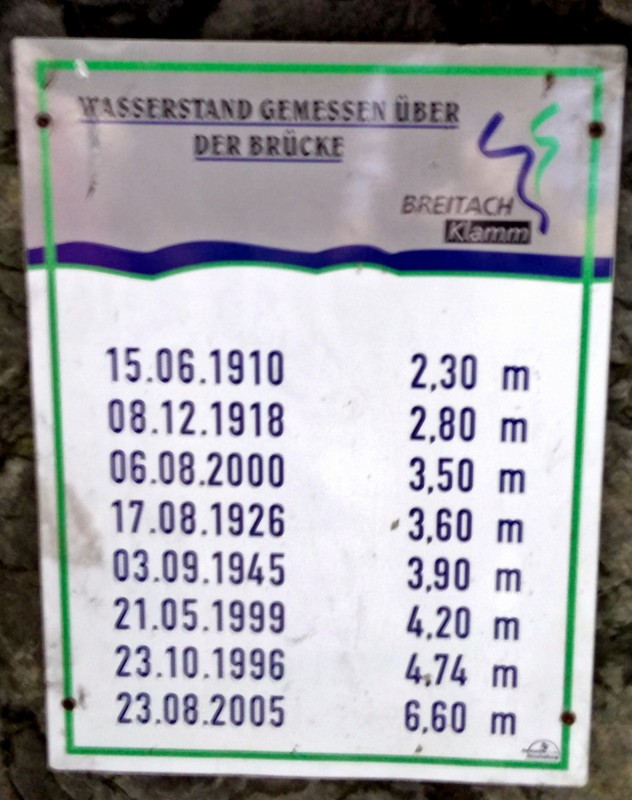 WASSERSTAND GEMESSEN ÜBER
DER BRÜCKE
BREITACH
Klamm
15.06.1910 2,30 m
08.12.1918 2,80 m
06.08.2000 3,50 m
17.08.1926 3,60 m
03.09.1945 3,90 m
21.05.1999 4,20 m
23.10.1996 4,74 m
23.08.2005 6,60 m